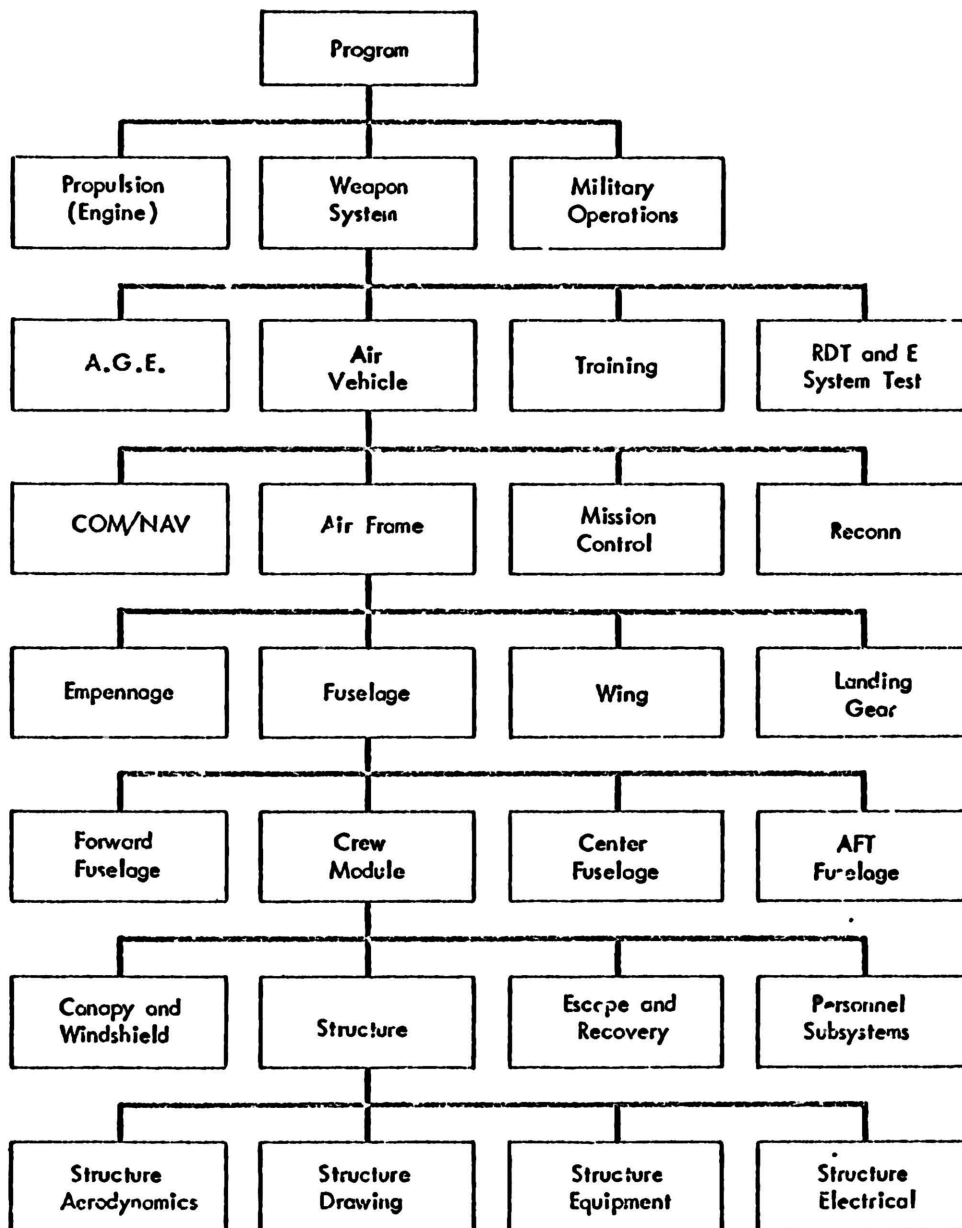 Program
Propulsion
(Engine)
Weapon
System
Military
Operations
A.G.E.
Air
Vehicle
Training
RDT and E
System Test
COM/NAV
Air Frame
Mission
Control
Reconn
Empennage
Fuselage
Wing
Landing
Gear
Forward
Fuselage
Crew
Module
Center
Fuselage
AFT
Fuselage
Canapy and
Windshield
Structure
Escape and
Recovery
Personnel
Subsystems
Structure
Aerodynamics
Structure
Drawing
Structure
Equipment
Structure
Electrical